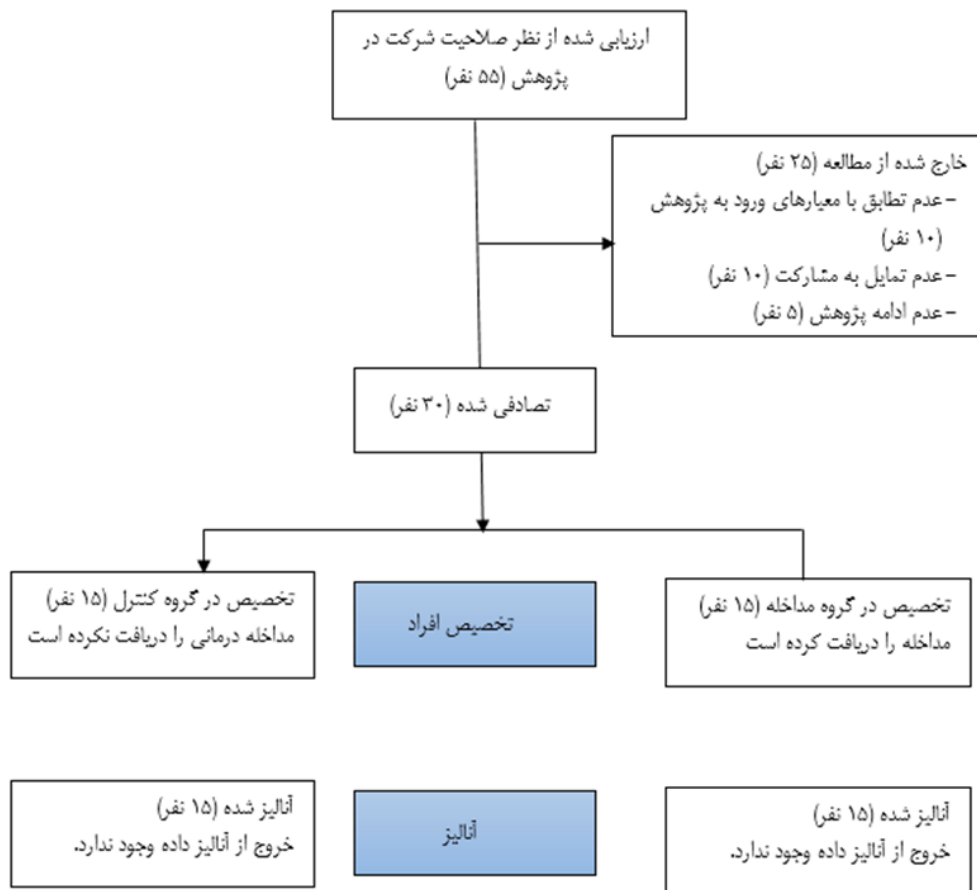 ارزیابی شده از نظر صلاحیت شرکت در
پژوهش (۵۵ نفر)
خارج شده از مطالعه (۲۵ نفر)
-عدم تطابق با معیارهای ورود به پژوهش
(۱۰ نفر)
-عدم تمایل به مشارکت (۱۰ نفر)
-عدم ادامه پژوهش (۵ نفر)
تصادفی شده (۳۰ نفر)
تخصیص در گروه مداخله (۱۵ نفر)
مداخله را دریافت کرده است
تخصیص افراد
تخصیص در گروه کنترل (۱۵ نفر)
مداخله درمانی را دریافت نکرده است
آنالیز شده (۱۵ نفر)
خروج از آنالیز داده وجود ندارد.
آنالیز
آنالیز شده (۱۵ نفر)
خروج از آنالیز داده وجود ندارد.